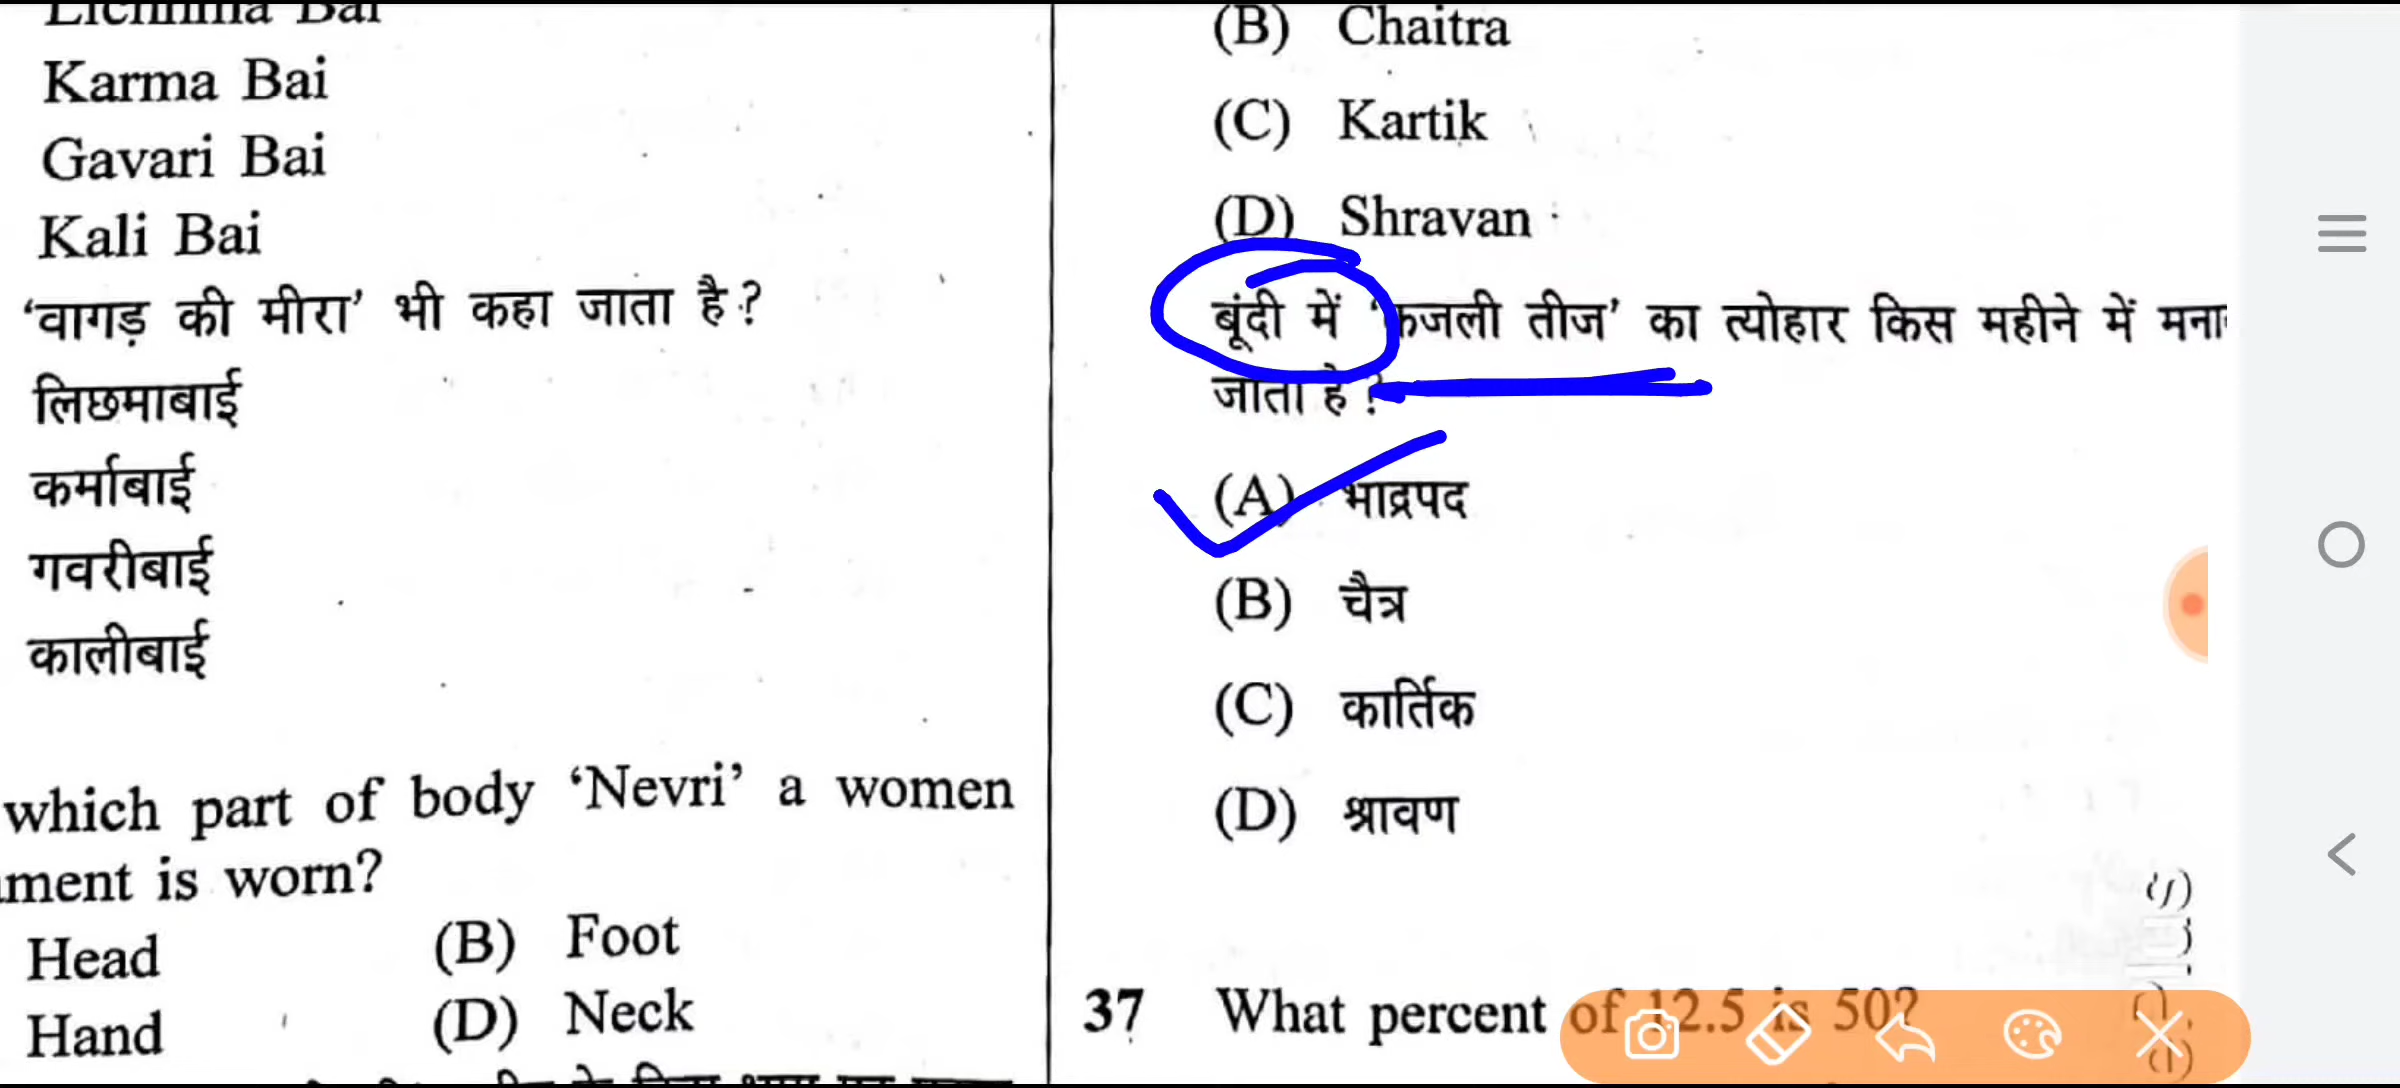 Karma Bai
Gavari Bai
Kali Bai
‘वागड़ की मीरा’ भी कहा जाता है ?
लिछमाबाई
कर्माबाई
गवरीबाई
कालीबाई
which part of body ‘Nevri’ a women
is worn?
Head (B) Foot
Hand (D) Neck
(B) Chaitra
(C) Kartik
(D) Shravan
बूंदी में ‘कजली तीज’ का त्योहार किस महीने में
जाता है ?
(A) भाद्रपद
(B) चैत्र
(C) कार्तिक
(D) श्रावण
37 What percent of 12.5 is 50?